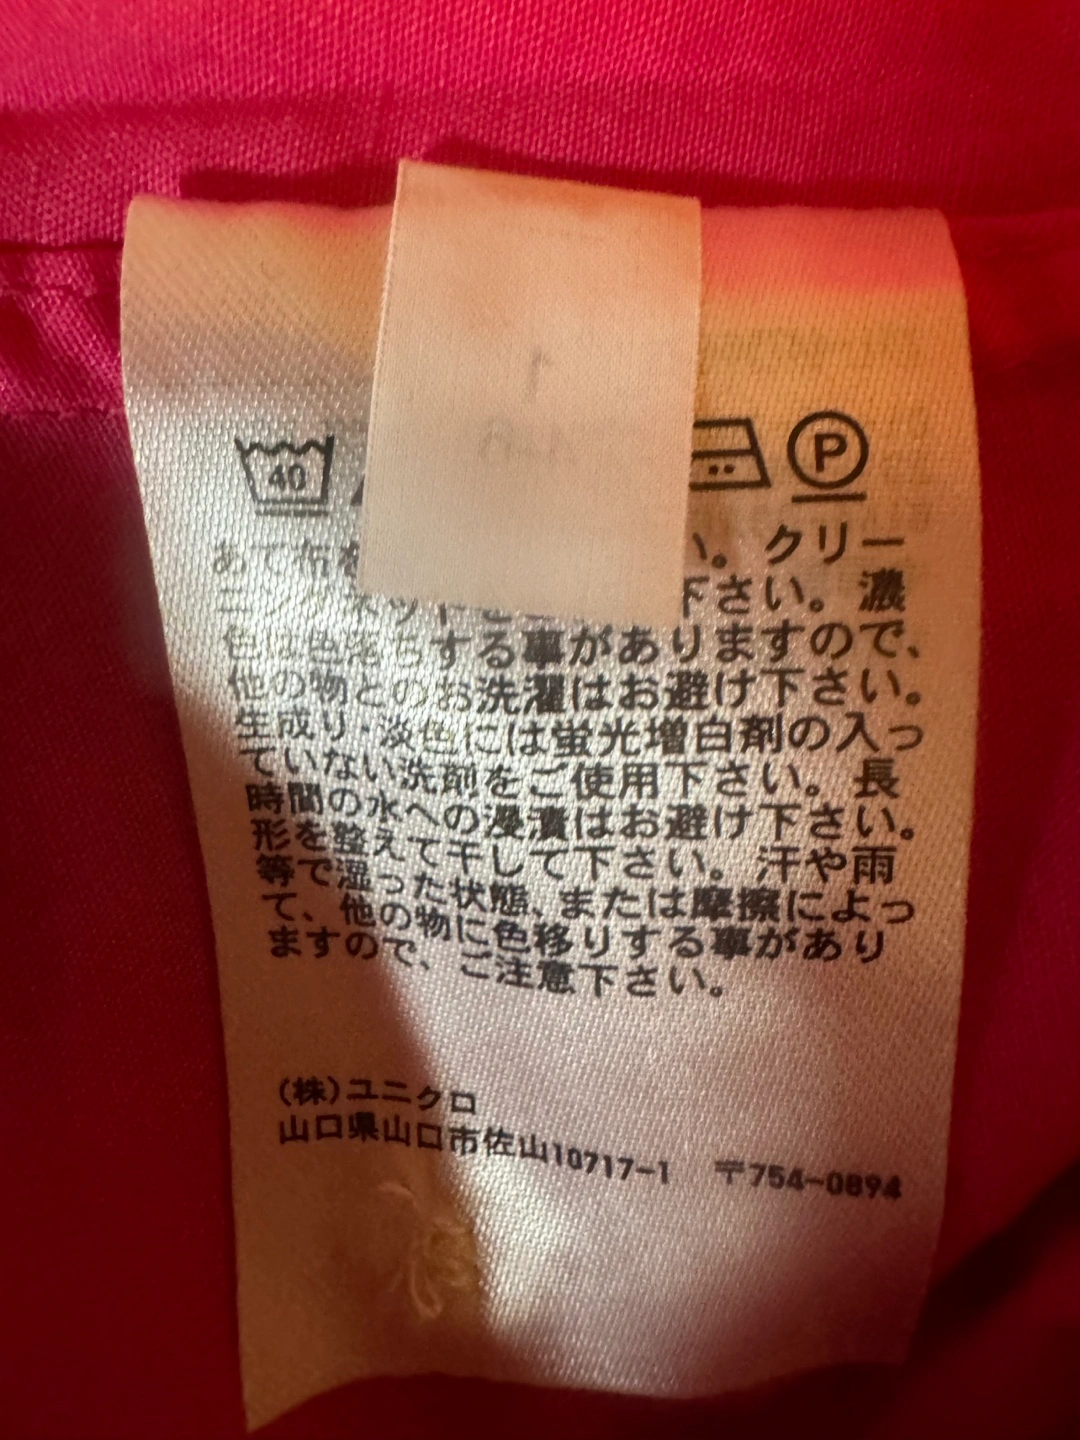 40 P
あて布を い。クリー
下さい。濃
色は色落ちする事がありますので、
他の物とのお洗濯はお避け下さい。
生成り・淡色には蛍光増白剤の入っ
ていない洗剤をご使用下さい。長
時間の水への浸漬はお避け下さい。
形を整えて干して下さい。汗や雨
等で湿った状態、または摩擦によっ
て、他の物に色移りする事があり
ますので、ご注意下さい。
(株)ユニクロ
山口県山口市佐山10717-1 〒754-0894